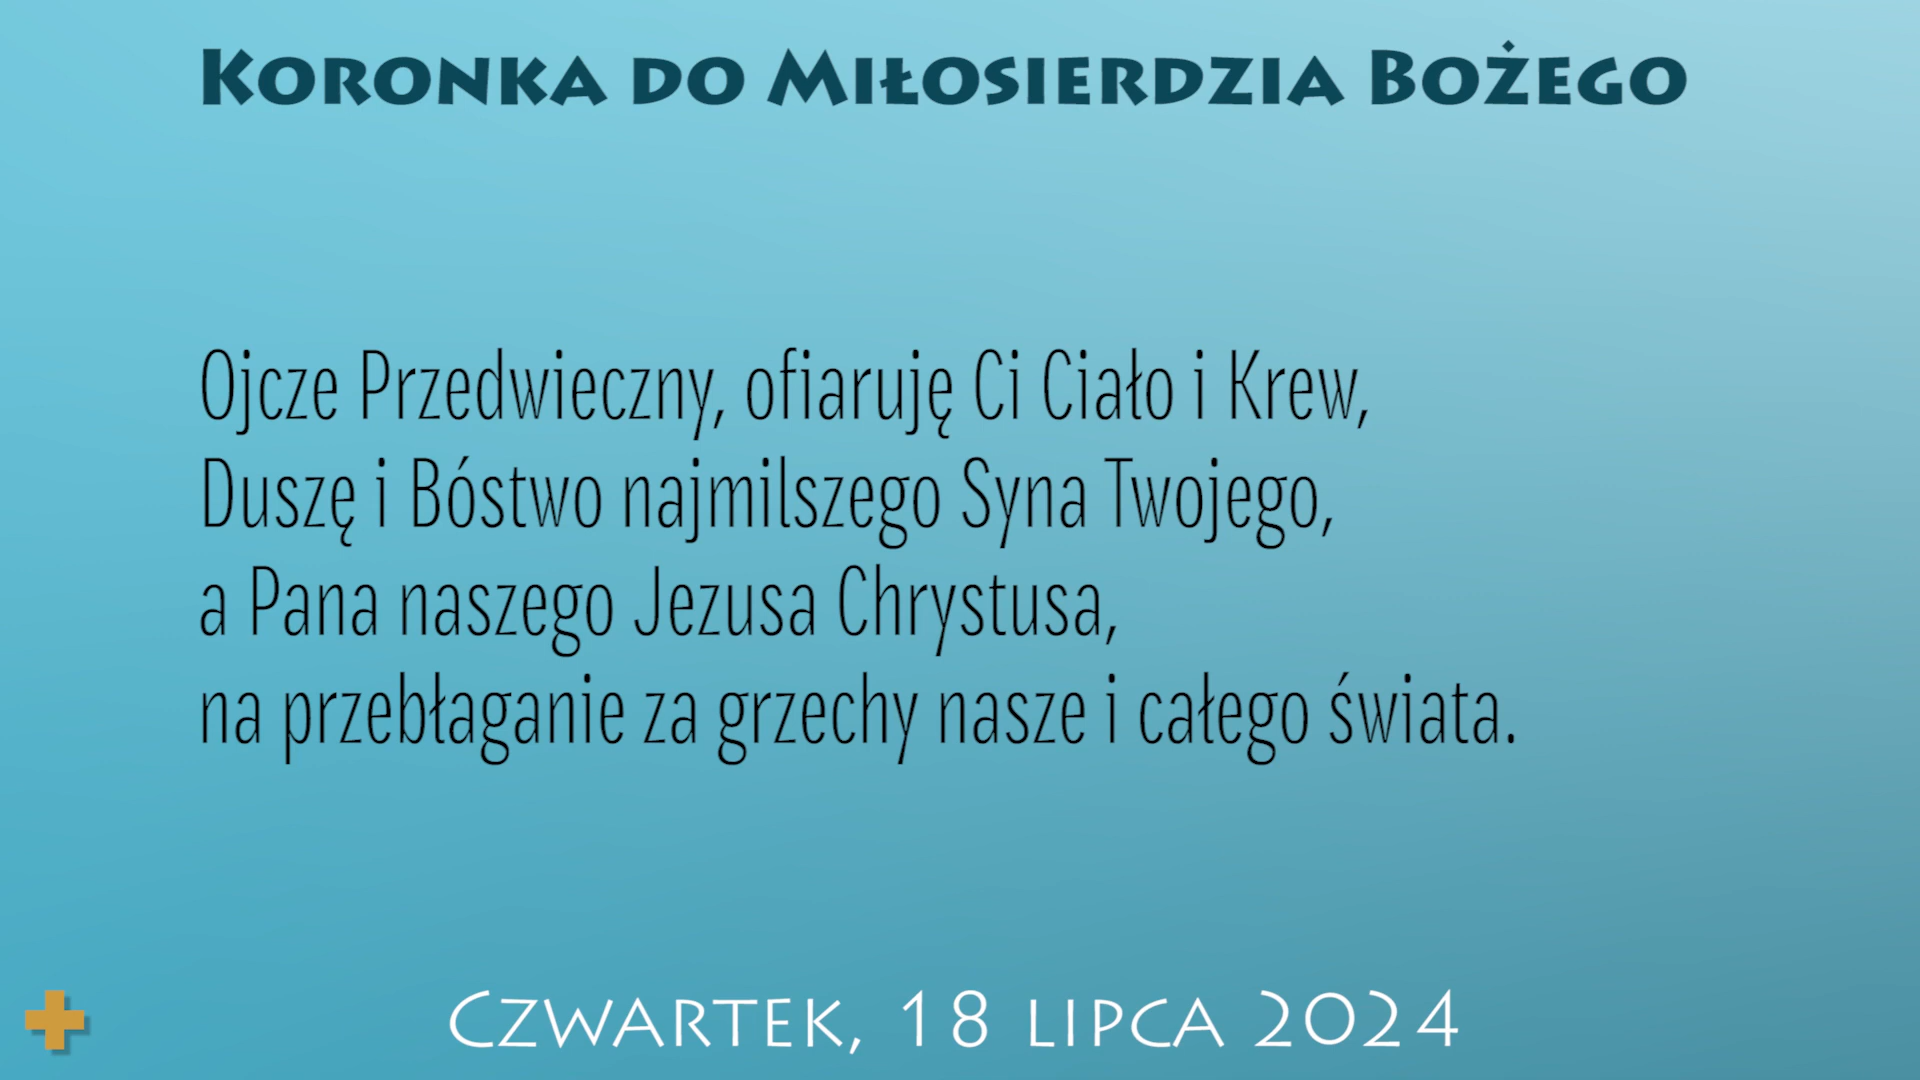 Koronka do Miłosierdzia Bożego
Ojcze Przedwieczny, ofiaruję Ci Ciało i Krew,
Duszę i Bóstwo najmilszego Syna Twojego,
a Pana naszego Jezusa Chrystusa,
na przebłaganie za grzechy nasze i całego świata.
Czwartek, 18 lipca 2024